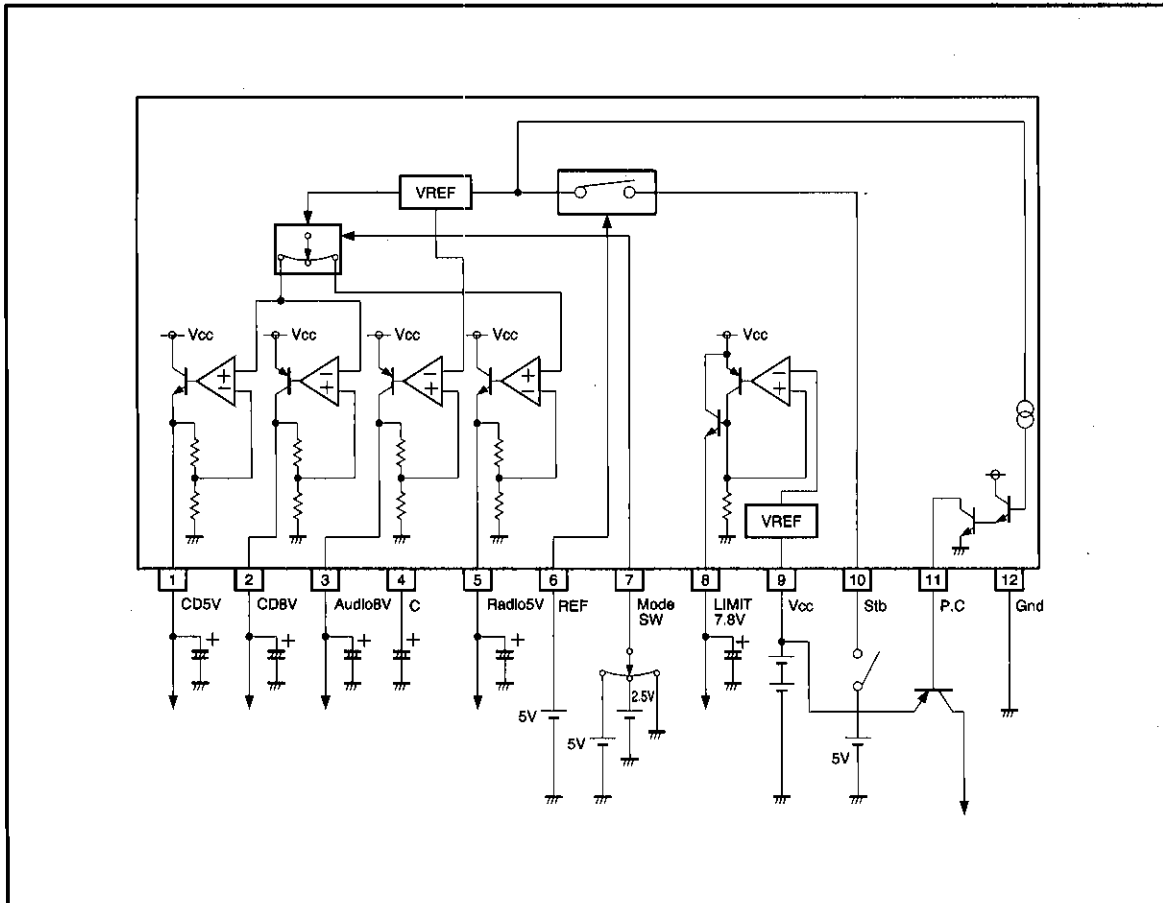 VREF
Vcc
Vcc
Vcc
Vcc
Vcc
+
−
−
+
−
+
+
−
−
+
VREF
1
2
3
4
5
6
7
8
9
10
11
12
CD5V
CD8V
Audio8V
C
Radio5V
REF
Mode
SW
LIMIT
7.8V
Vcc
Stb
P.C
Gnd
+
+
+
+
+
+
2.5V
5V
5V
5V